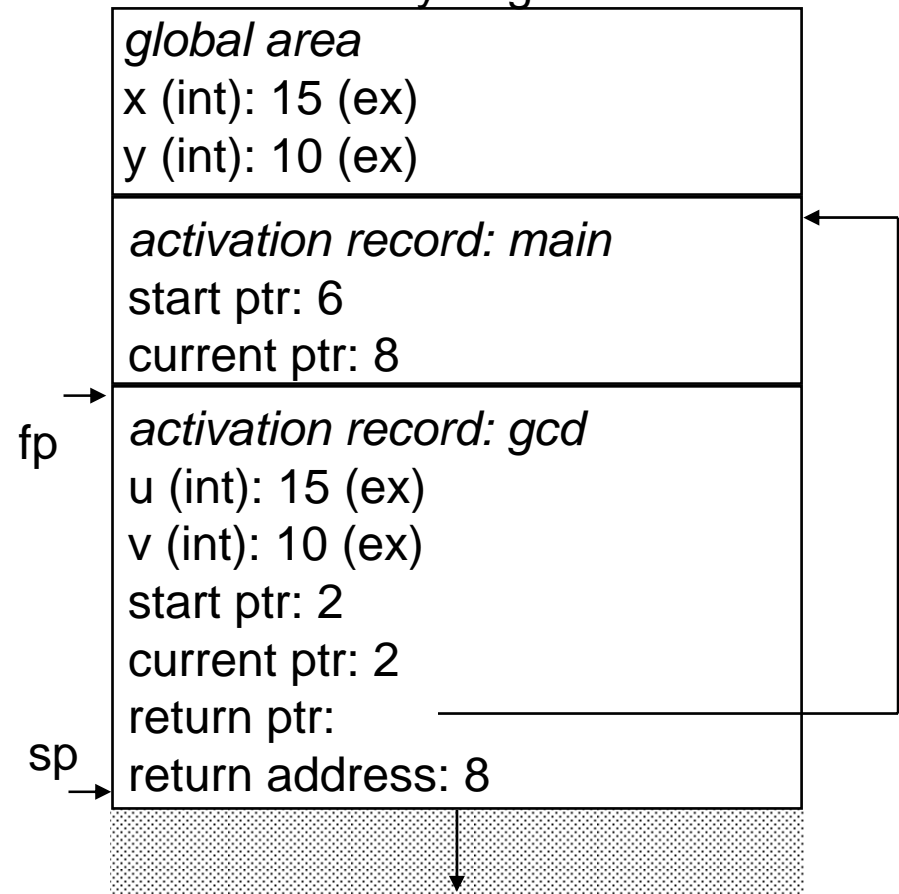 global area
x (int): 15 (ex)
y (int): 10 (ex)
activation record: main
start ptr: 6
current ptr: 8
fp
activation record: gcd
u (int): 15 (ex)
v (int): 10 (ex)
start ptr: 2
current ptr: 2
return ptr:
sp
return address: 8